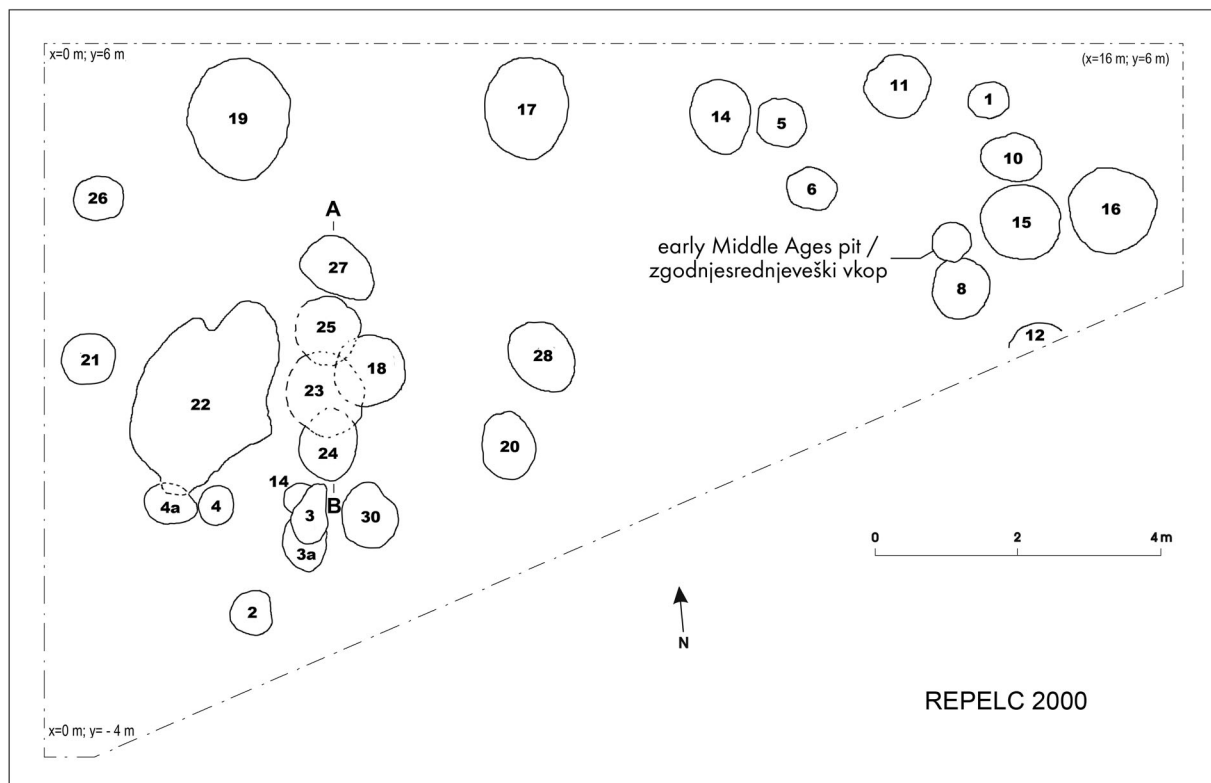 x=0 m; y=6 m
(x=16 m; y=6 m)
19
17
14
5
11
1
10
26
6
15
16
A
27
early Middle Ages pit /
zgodnjesrednjeveški vkop
8
25
12
21
18
28
23
22
24
20
14
4a
4
3
B
30
3a
0
2
4 m
2
N
REPELC 2000
x=0 m; y= - 4 m